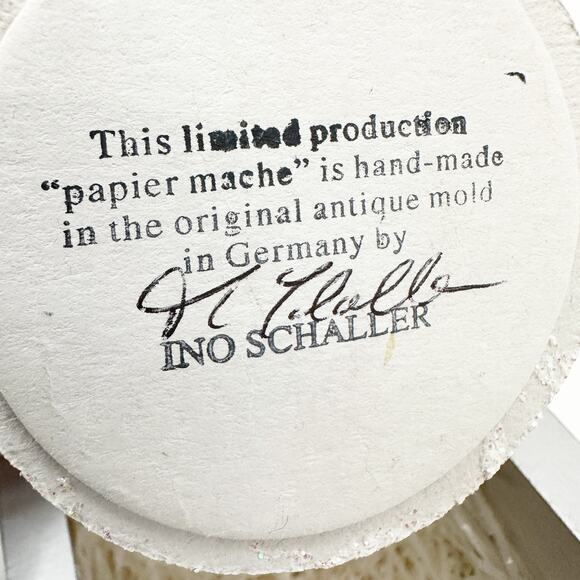 This limited production
“papier mache” is hand-made
in the original antique mold
in Germany by
INO SCHALLER